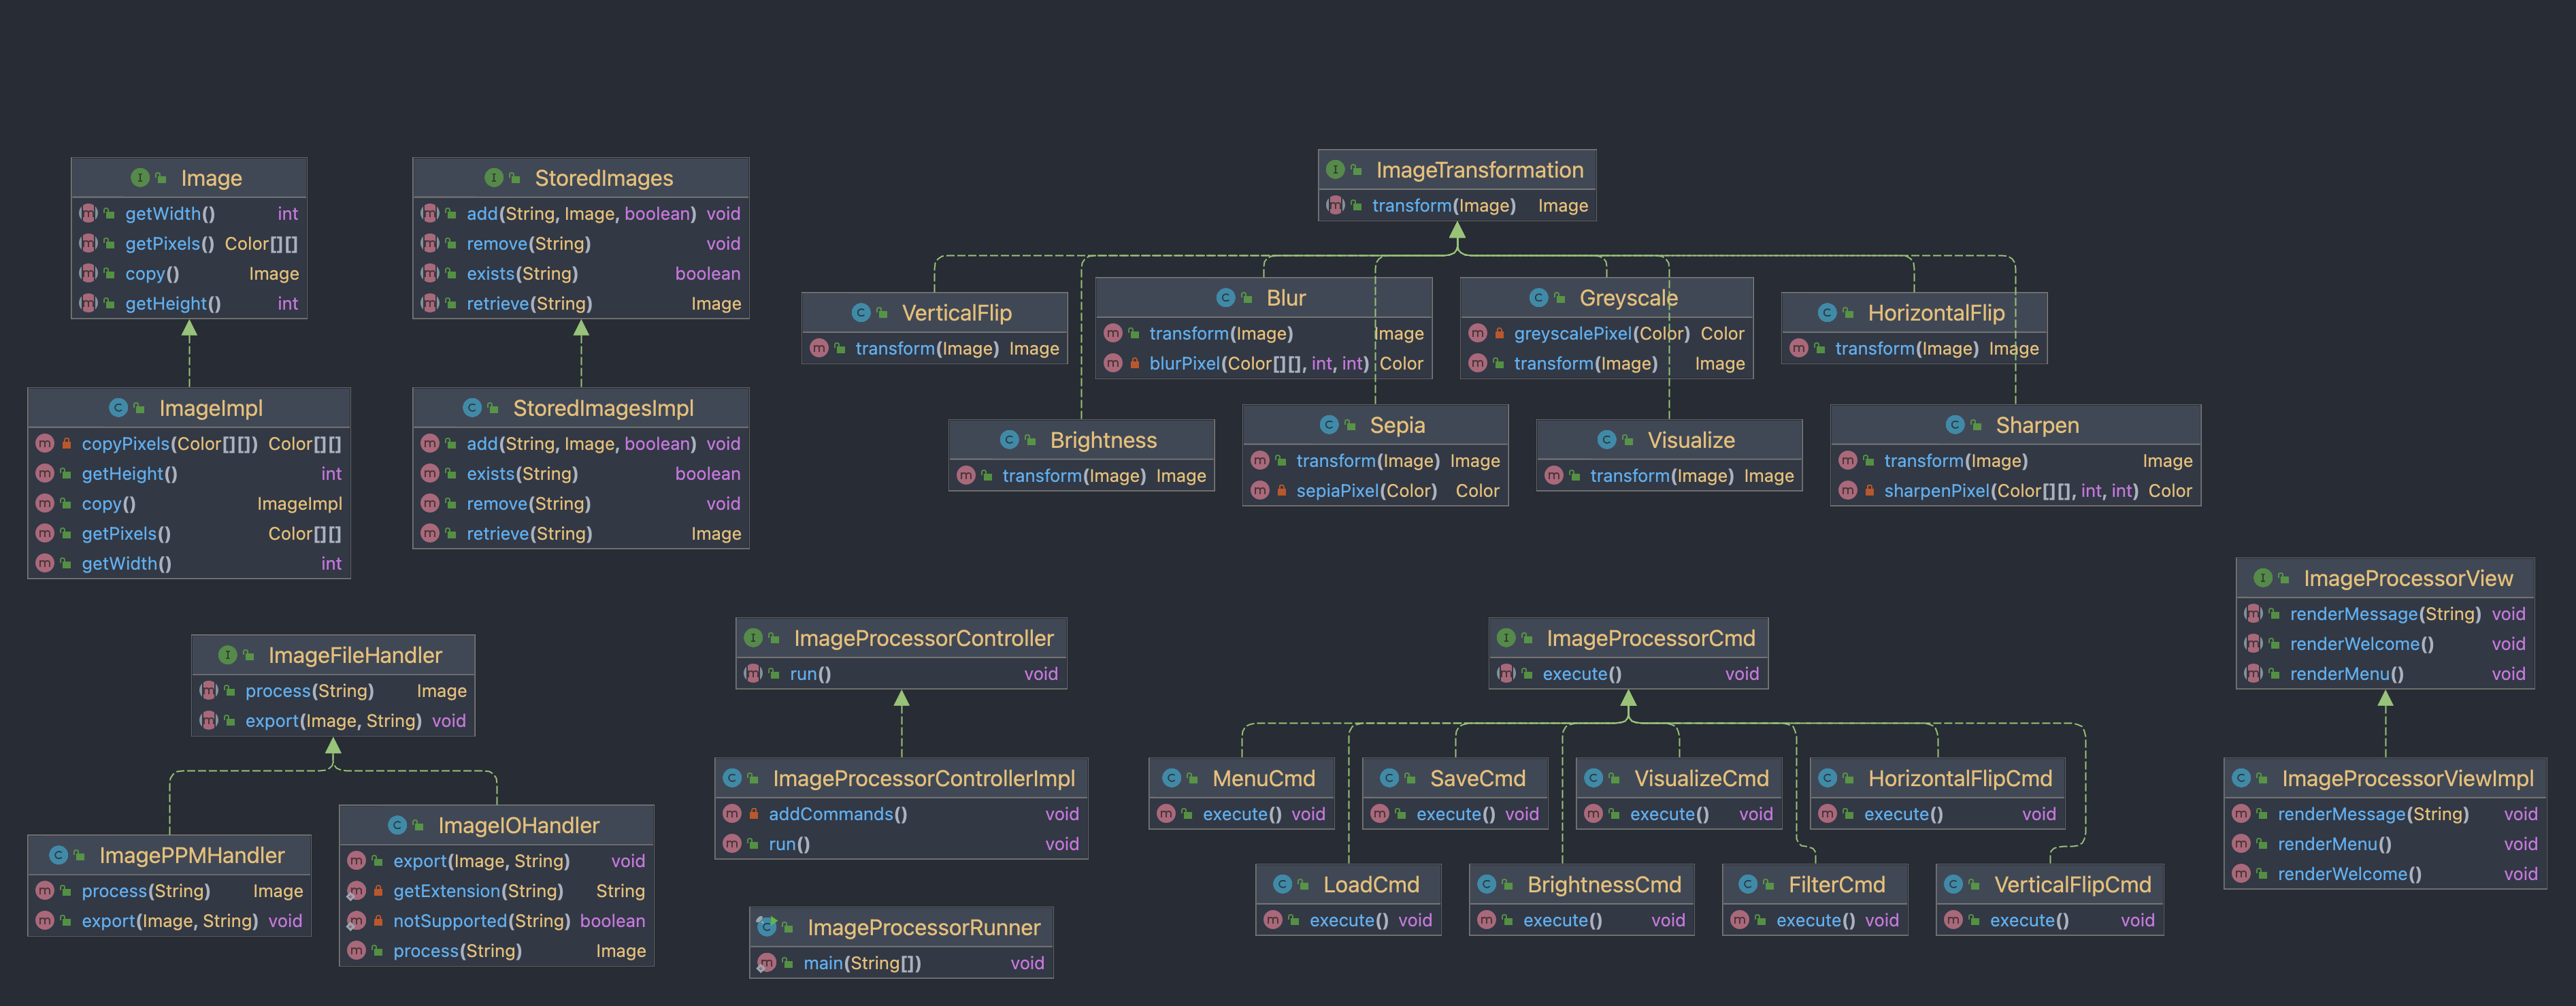 Image
getWidth() int
getPixels() Color[][]
copy() Image
getHeight() int
ImageImpl
copyPixels(Color[][]) Color[][]
getHeight() int
copy() ImageImpl
getPixels() Color[][]
getWidth() int
StoredImages
add(String, Image, boolean) void
remove(String) void
exists(String) boolean
retrieve(String) Image
StoredImagesImpl
add(String, Image, boolean) void
exists(String) boolean
remove(String) void
retrieve(String) Image
ImageTransformation
transform(Image) Image
VerticalFlip
transform(Image) Image
Blur
transform(Image) Image
blurPixel(Color[][], int, int) Color
Greyscale
greyscalePixel(Color) Color
transform(Image) Image
HorizontalFlip
transform(Image) Image
Brightness
transform(Image) Image
Sepia
transform(Image) Image
sepiaPixel(Color) Color
Visualize
transform(Image) Image
Sharpen
transform(Image) Image
sharpenPixel(Color[][], int, int) Color
ImageFileHandler
process(String) Image
export(Image, String) void
ImagePPMHandler
process(String) Image
export(Image, String) void
ImageIOHandler
export(Image, String) void
getExtension(String) String
notSupported(String) boolean
process(String) Image
ImageProcessorController
run() void
ImageProcessorControllerImpl
addCommands() void
run() void
ImageProcessorRunner
main(String[]) void
ImageProcessorCmd
execute() void
MenuCmd
execute() void
SaveCmd
execute() void
VisualizeCmd
execute() void
HorizontalFlipCmd
execute() void
LoadCmd
execute() void
BrightnessCmd
execute() void
FilterCmd
execute() void
VerticalFlipCmd
execute() void
ImageProcessorView
renderMessage(String) void
renderWelcome() void
renderMenu() void
ImageProcessorViewImpl
renderMessage(String) void
renderMenu() void
renderWelcome() void